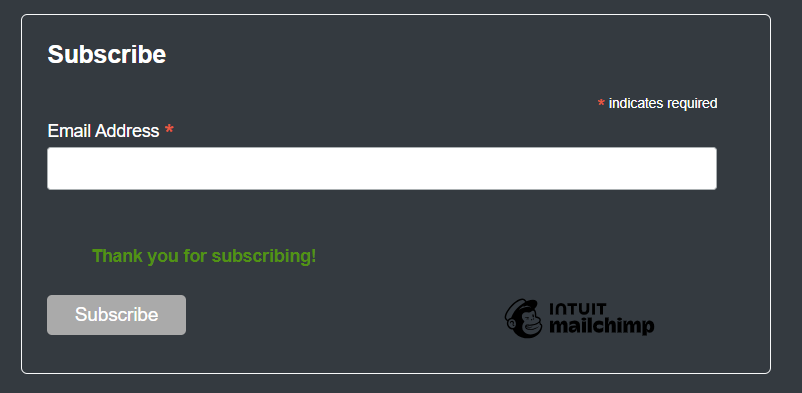 Subscribe
* indicates required
Email Address *
Thank you for subscribing!
Subscribe
INTUIT
mailchimp